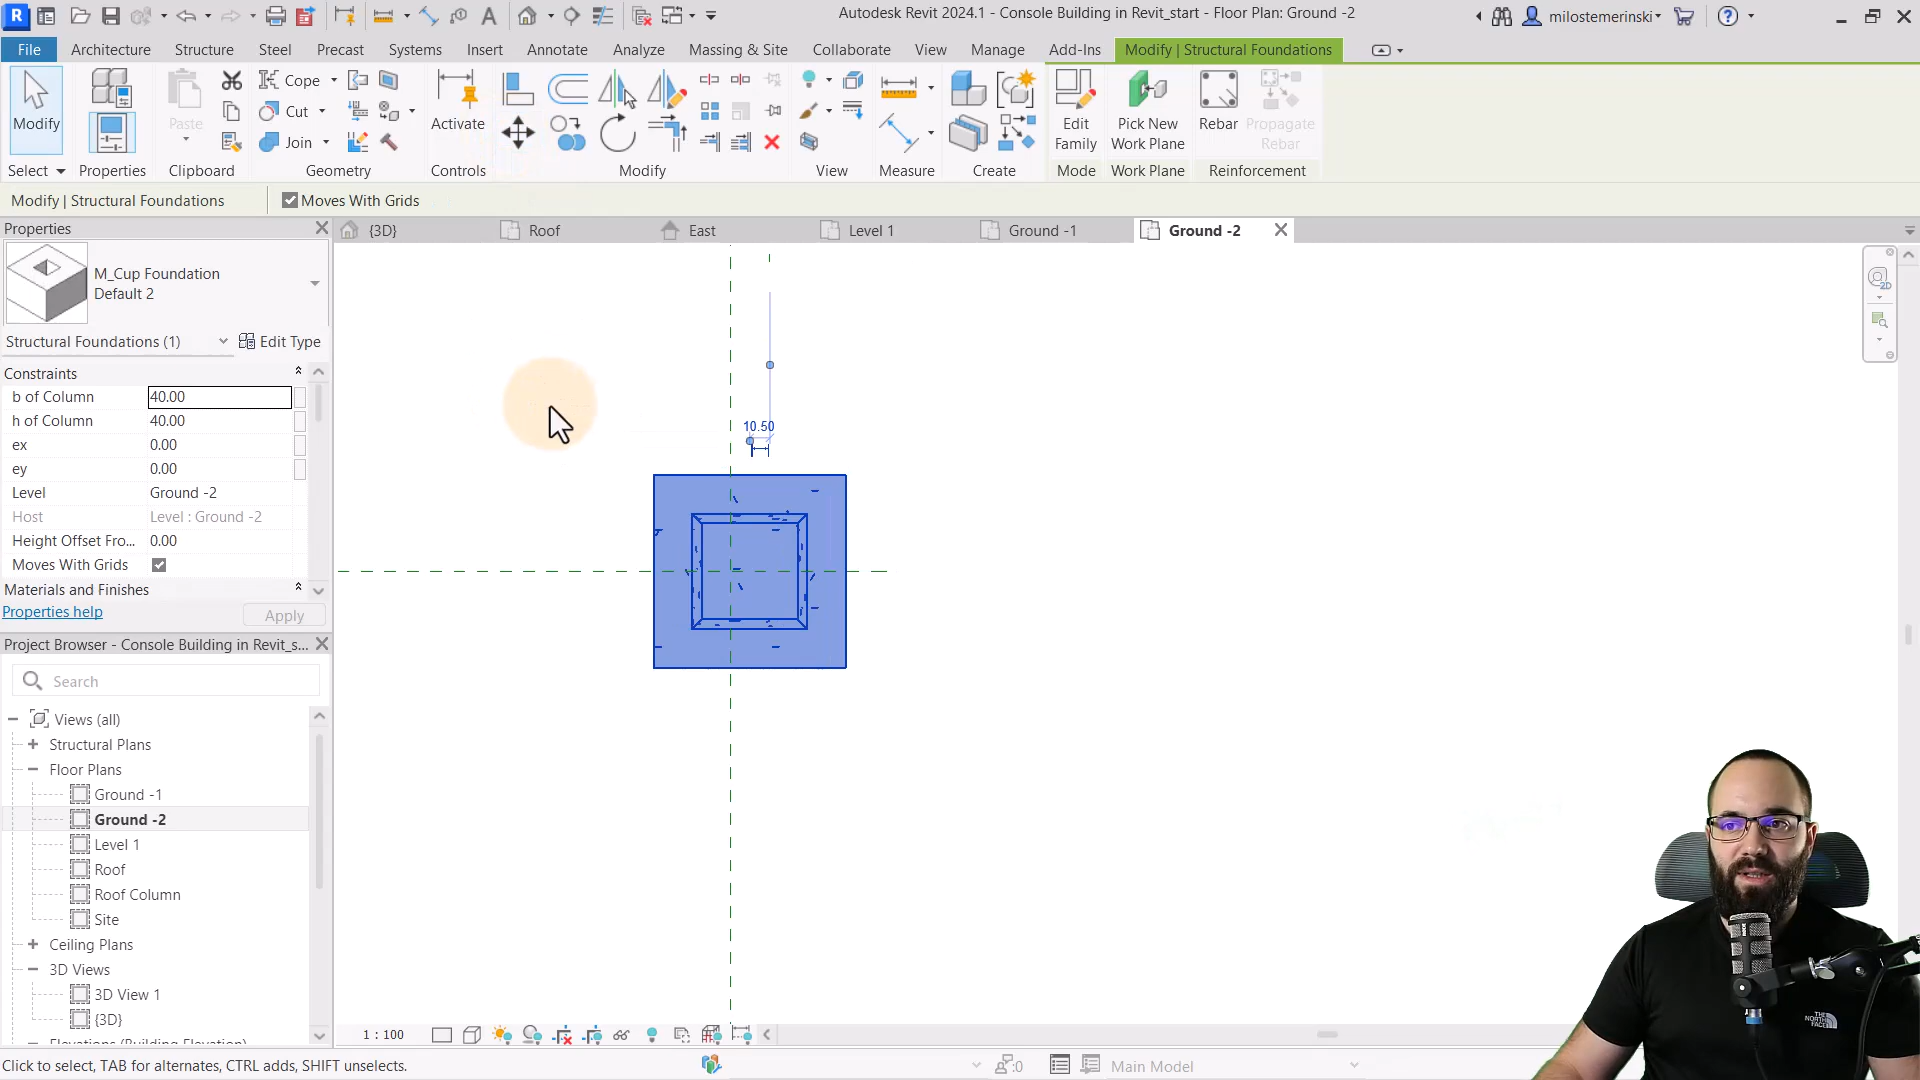 Autodesk Revit 2024.1 - Console Building in Revit_start - Floor Plan: Ground -2
milostemerinski
File
Architecture
Structure
Steel
Precast
Systems
Insert
Annotate
Analyze
Massing & Site
Collaborate
View
Manage
Add-Ins
Modify | Structural Foundations
Modify
Properties
Paste
Cope
Cut
Join
Activate
Edit Family
Pick New Work Plane
Rebar
Propagate Rebar
Select
Properties
Clipboard
Geometry
Controls
Modify
View
Measure
Create
Mode
Work Plane
Reinforcement
Modify | Structural Foundations
Moves With Grids
Properties
M_Cup Foundation
Default 2
Structural Foundations (1)
Edit Type
Constraints
b of Column 40.00
h of Column 40.00
ex 0.00
ey 0.00
Level Ground -2
Host Level : Ground -2
Height Offset Fro... 0.00
Moves With Grids
Materials and Finishes
Properties help
Apply
Project Browser - Console Building in Revit_s...
Search
Views (all)
Structural Plans
Floor Plans
Ground -1
Ground -2
Level 1
Roof
Roof Column
Site
Ceiling Plans
3D Views
3D View 1
{3D}
Elevations (Building Elevation)
{3D}
Roof
East
Level 1
Ground -1
Ground -2
2D
10.50
THE NORTH FACE
1 : 100
Click to select, TAB for alternates, CTRL adds, SHIFT unselects.
:0
Main Model